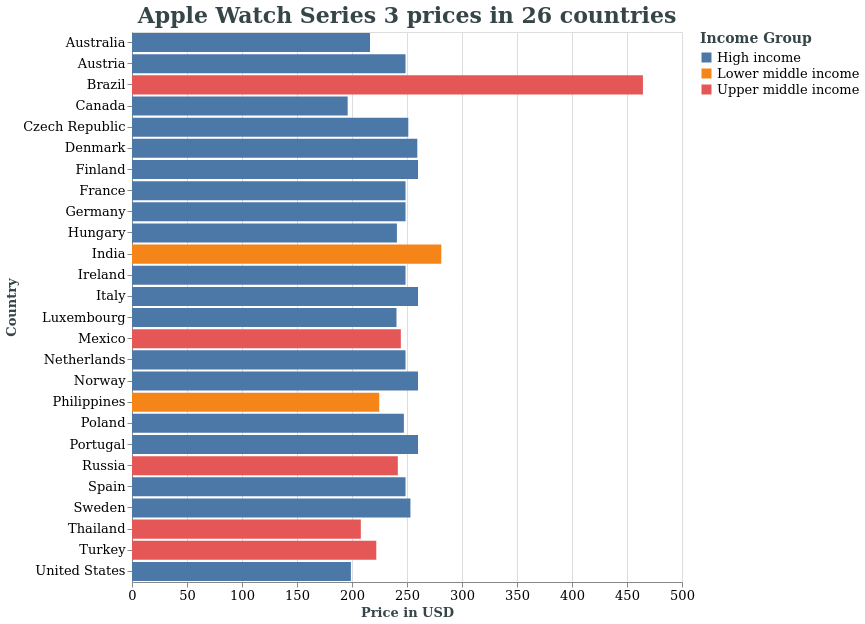 Apple Watch Series 3 prices in 26 countries
Income Group
High income
Lower middle income
Upper middle income
Country
Australia
Austria
Brazil
Canada
Czech Republic
Denmark
Finland
France
Germany
Hungary
India
Ireland
Italy
Luxembourg
Mexico
Netherlands
Norway
Philippines
Poland
Portugal
Russia
Spain
Sweden
Thailand
Turkey
United States
0 50 100 150 200 250 300 350 400 450 500
Price in USD